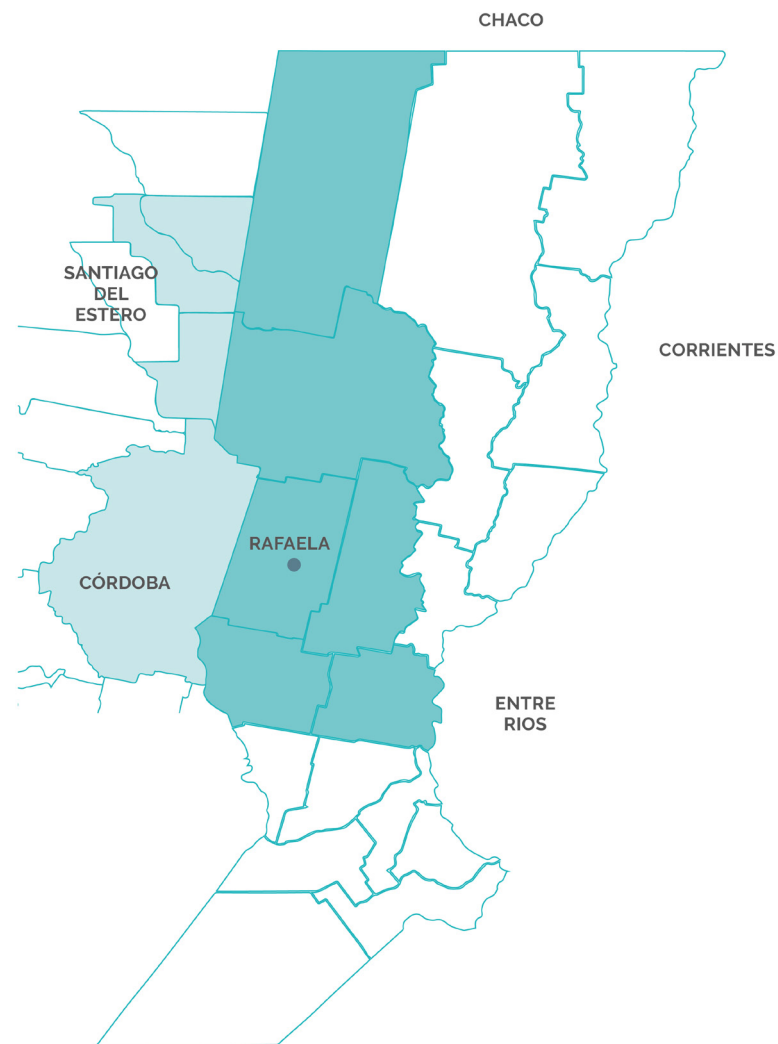 CHACO
SANTIAGO
DEL
ESTERO
CORRIENTES
RAFAELA
CÓRDOBA
ENTRE
RIOS